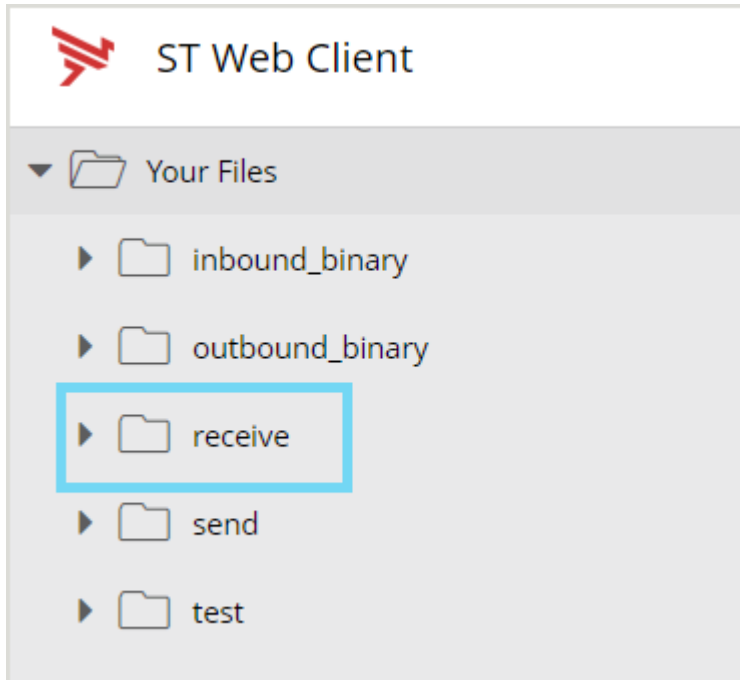 ST Web Client
Your Files
inbound_binary
outbound_binary
receive
send
test